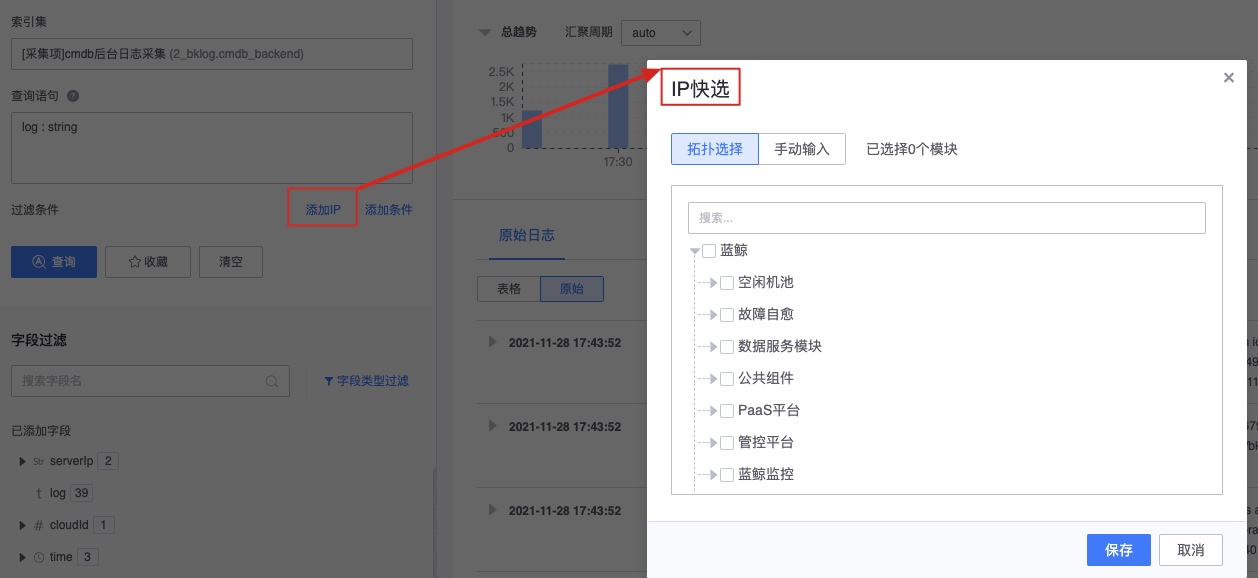 索引集
[采集项]cmdb后台日志采集 (2_bklog.cmdb_backend)
查询语句 ?
log : string
过滤条件
添加IP
添加条件
查询
收藏
清空
字段过滤
搜索字段名
字段类型过滤
已添加字段
Str serverIp 2
t log 39
# cloudId 1
time 3
总趋势
汇聚周期
auto
2.5K
2K
1.5K
1K
500
0
17:30
原始日志
表格
原始
2021-11-28 17:43:52
2021-11-28 17:43:52
2021-11-28 17:43:52
IP快选
拓扑选择
手动输入
已选择0个模块
搜索...
蓝鲸
空闲机池
故障自愈
数据服务模块
公共组件
PaaS平台
管控平台
蓝鲸监控
保存
取消